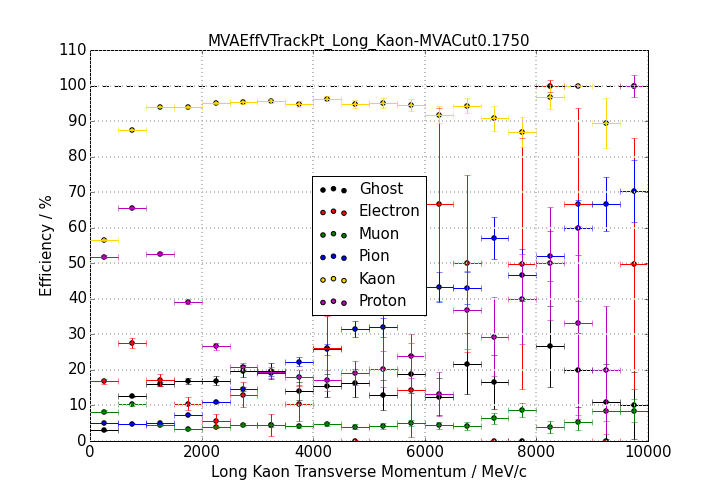 MVAEffVTrackPt_Long_Kaon-MVACut0.1750
110
100
90
80
70
60
50
40
30
20
10
0
Efficiency / %
Ghost
Electron
Muon
Pion
Kaon
Proton
0 2000 4000 6000 8000 10000
Long Kaon Transverse Momentum / MeV/c